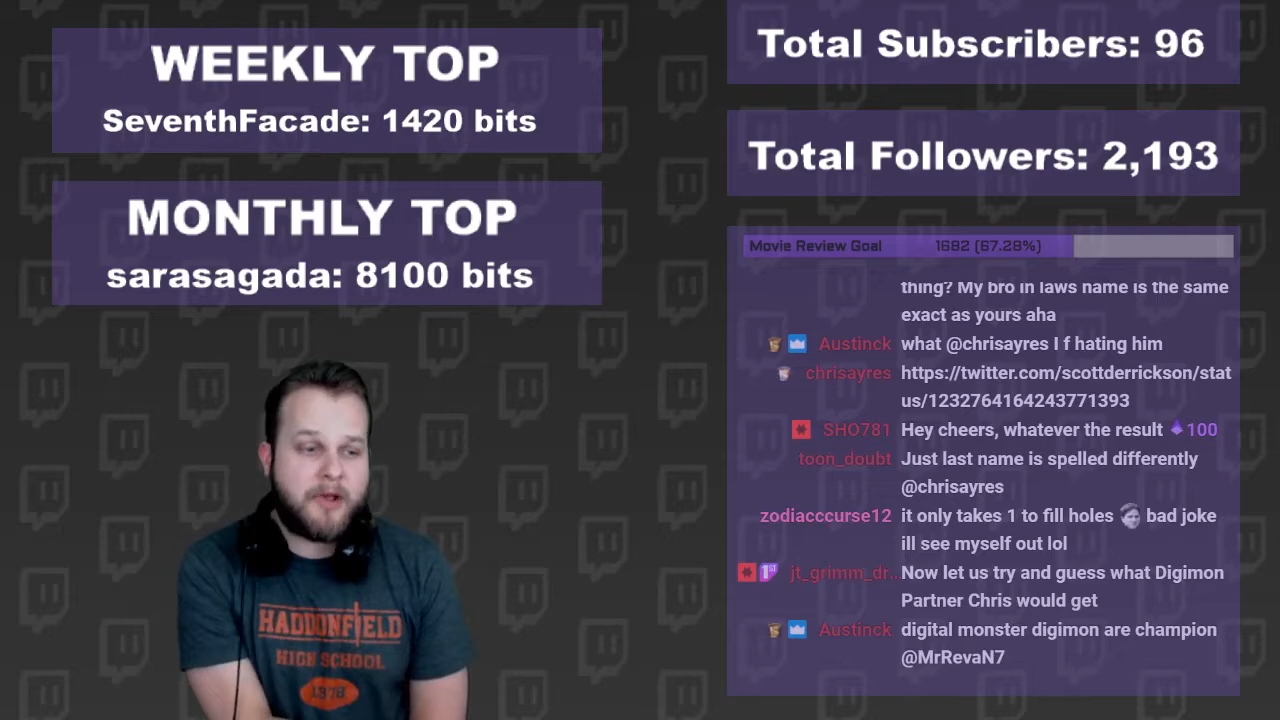 WEEKLY TOP
SeventhFacade: 1420 bits
MONTHLY TOP
sarasagada: 8100 bits
Total Subscribers: 96
Total Followers: 2,193
Movie Review Goal 1682 (67.28%)
thing? My bro in laws name is the same
exact as yours aha
Austinck what @chrisayres I f hating him
chrisayres https://twitter.com/scottderrickson/stat
us/1232764164243771393
SHO781 Hey cheers, whatever the result 100
toon_doubt Just last name is spelled differently
@chrisayres
zodiacccurse12 it only takes 1 to fill holes bad joke
ill see myself out lol
1ST jt_grimm_dr... Now let us try and guess what Digimon
Partner Chris would get
Austinck digital monster digimon are champion
@MrRevaN7
HADDONFIELD
HIGH SCHOOL
1978